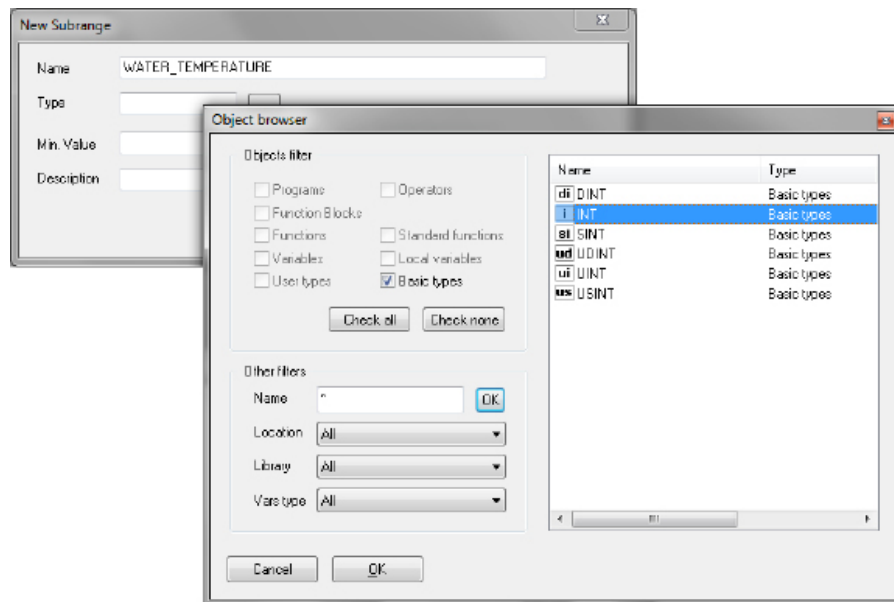 New Subrange
Name WATER_TEMPERATURE
Type
Min. Value
Description
Object browser
Objects filter
Programs Operators
Function Blocks
Functions Standard functions
Variables Local variables
User types Basic types
Check all Check none
Other filters
Name * OK
Location All
Library All
Vars type All
Cancel OK
Name Type
di DINT Basic types
i INT Basic types
si SINT Basic types
ud UDINT Basic types
ui UINT Basic types
us USINT Basic types